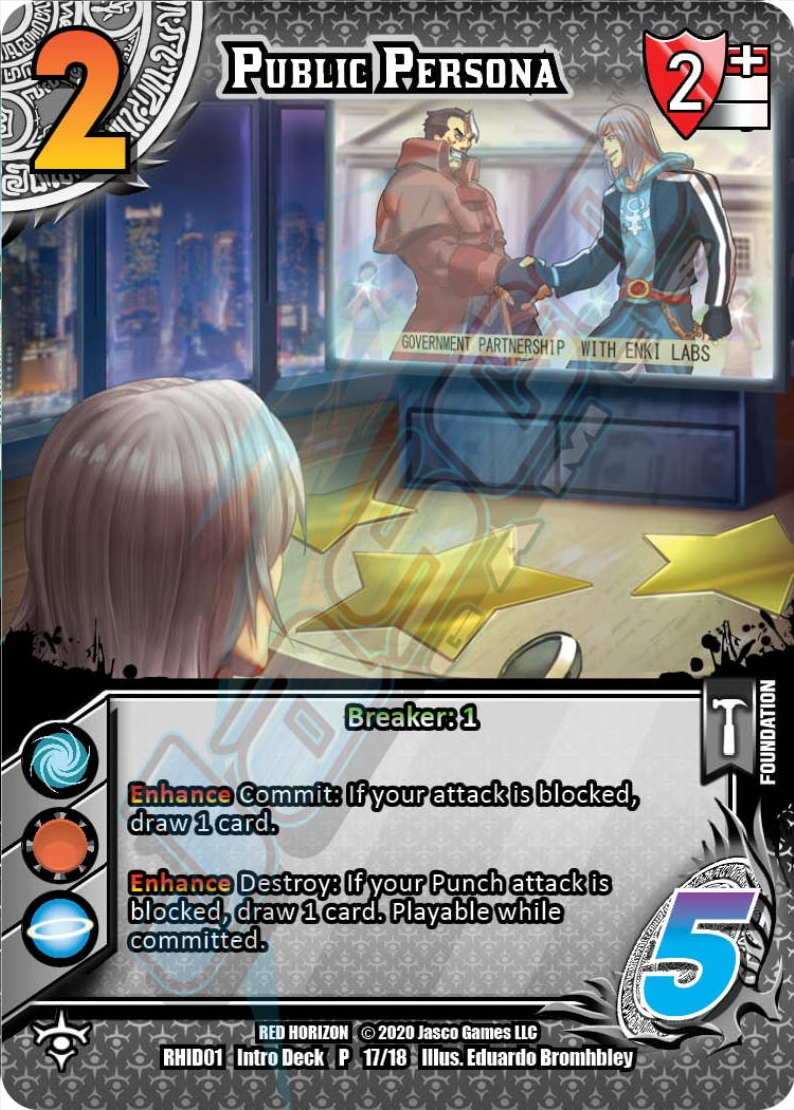 2
PUBLIC PERSONA
2
+
GOVERNMENT PARTNERSHIP WITH ENKI LABS
Breaker: 1
FOUNDATION
Enhance Commit: If your attack is blocked,
draw 1 card.
Enhance Destroy: If your Punch attack is
blocked, draw 1 card. Playable while
committed.
5
RED HORIZON © 2020 Jasco Games LLC
RHID01 Intro Deck P 17/18 Illus. Eduardo Bromhbley